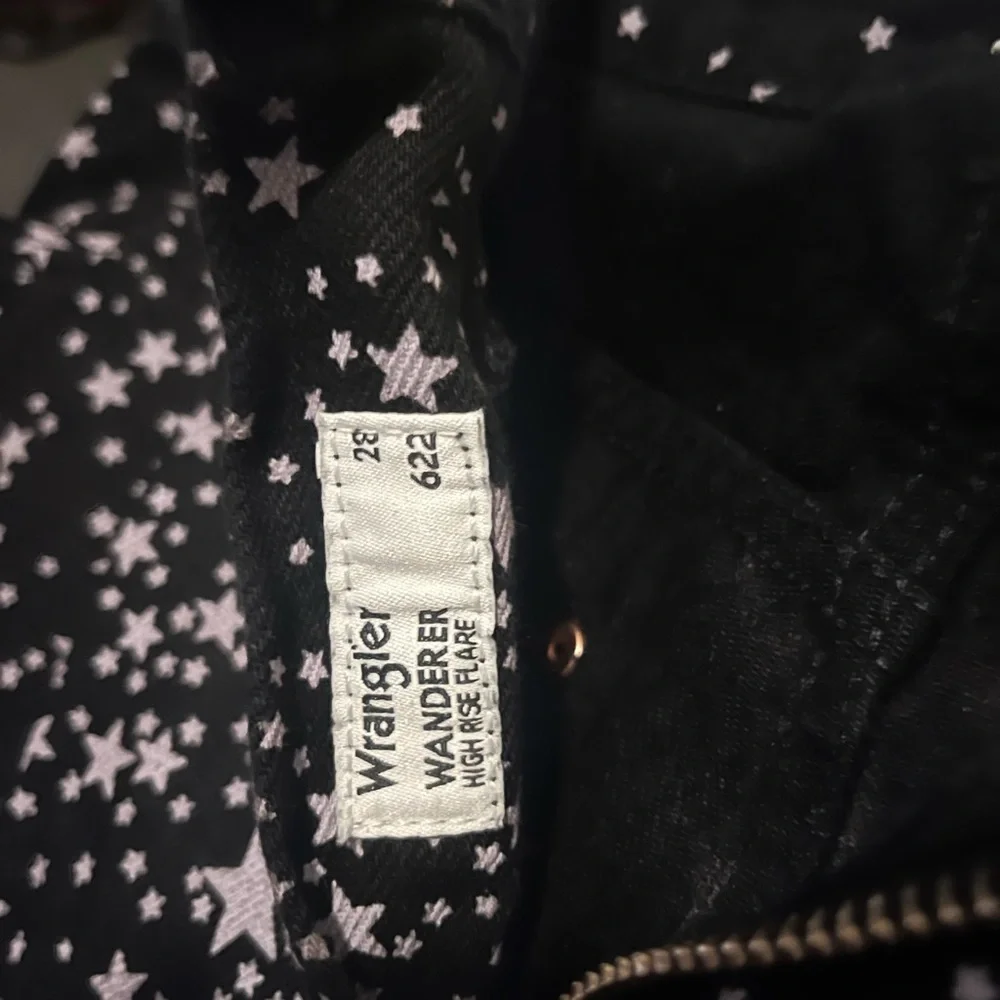 Wrangler 28
WANDERER 622
HIGH RISE FLARE